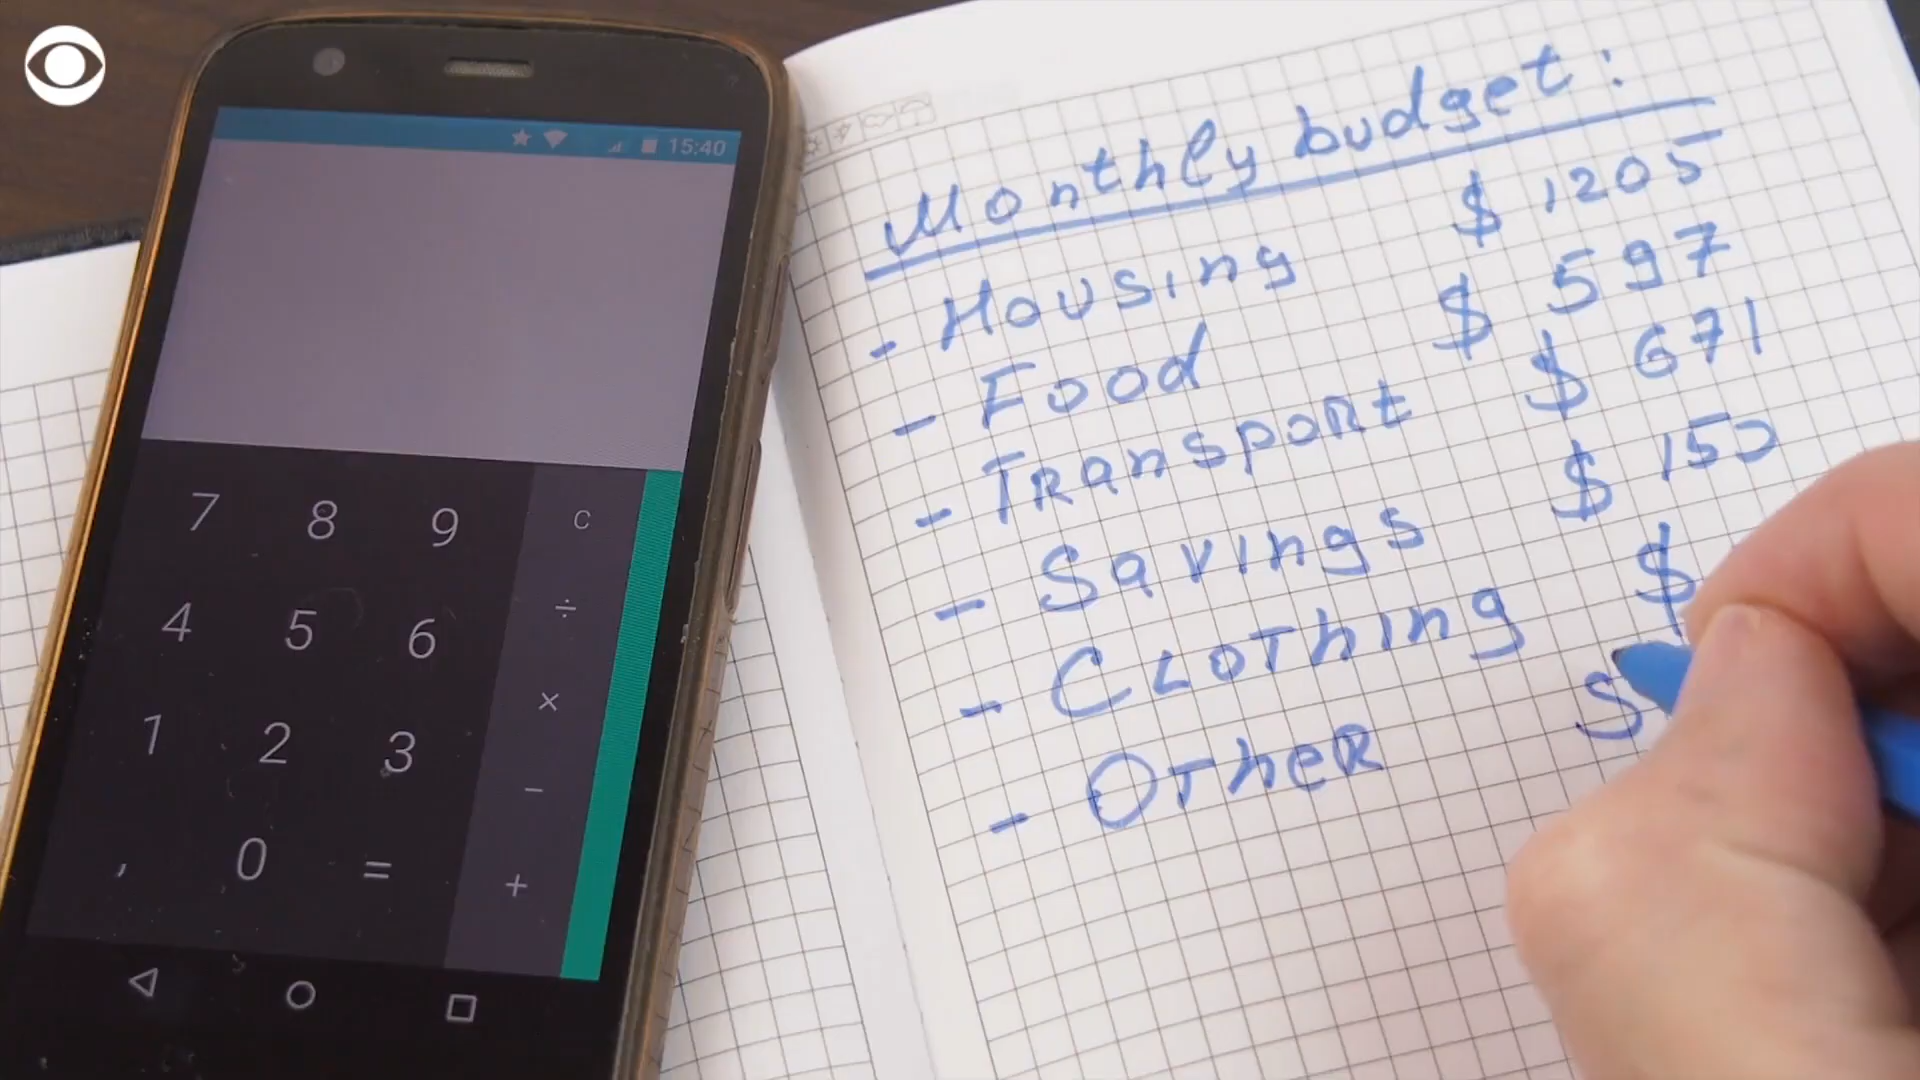 15:40
7 8 9 C
4 5 6 ÷
1 2 3 ×
−
, 0 = +
Monthly budget:
- Housing $ 1205
- Food $ 597
- Transport $ 671
- Savings $ 150
- Clothing $
- Other